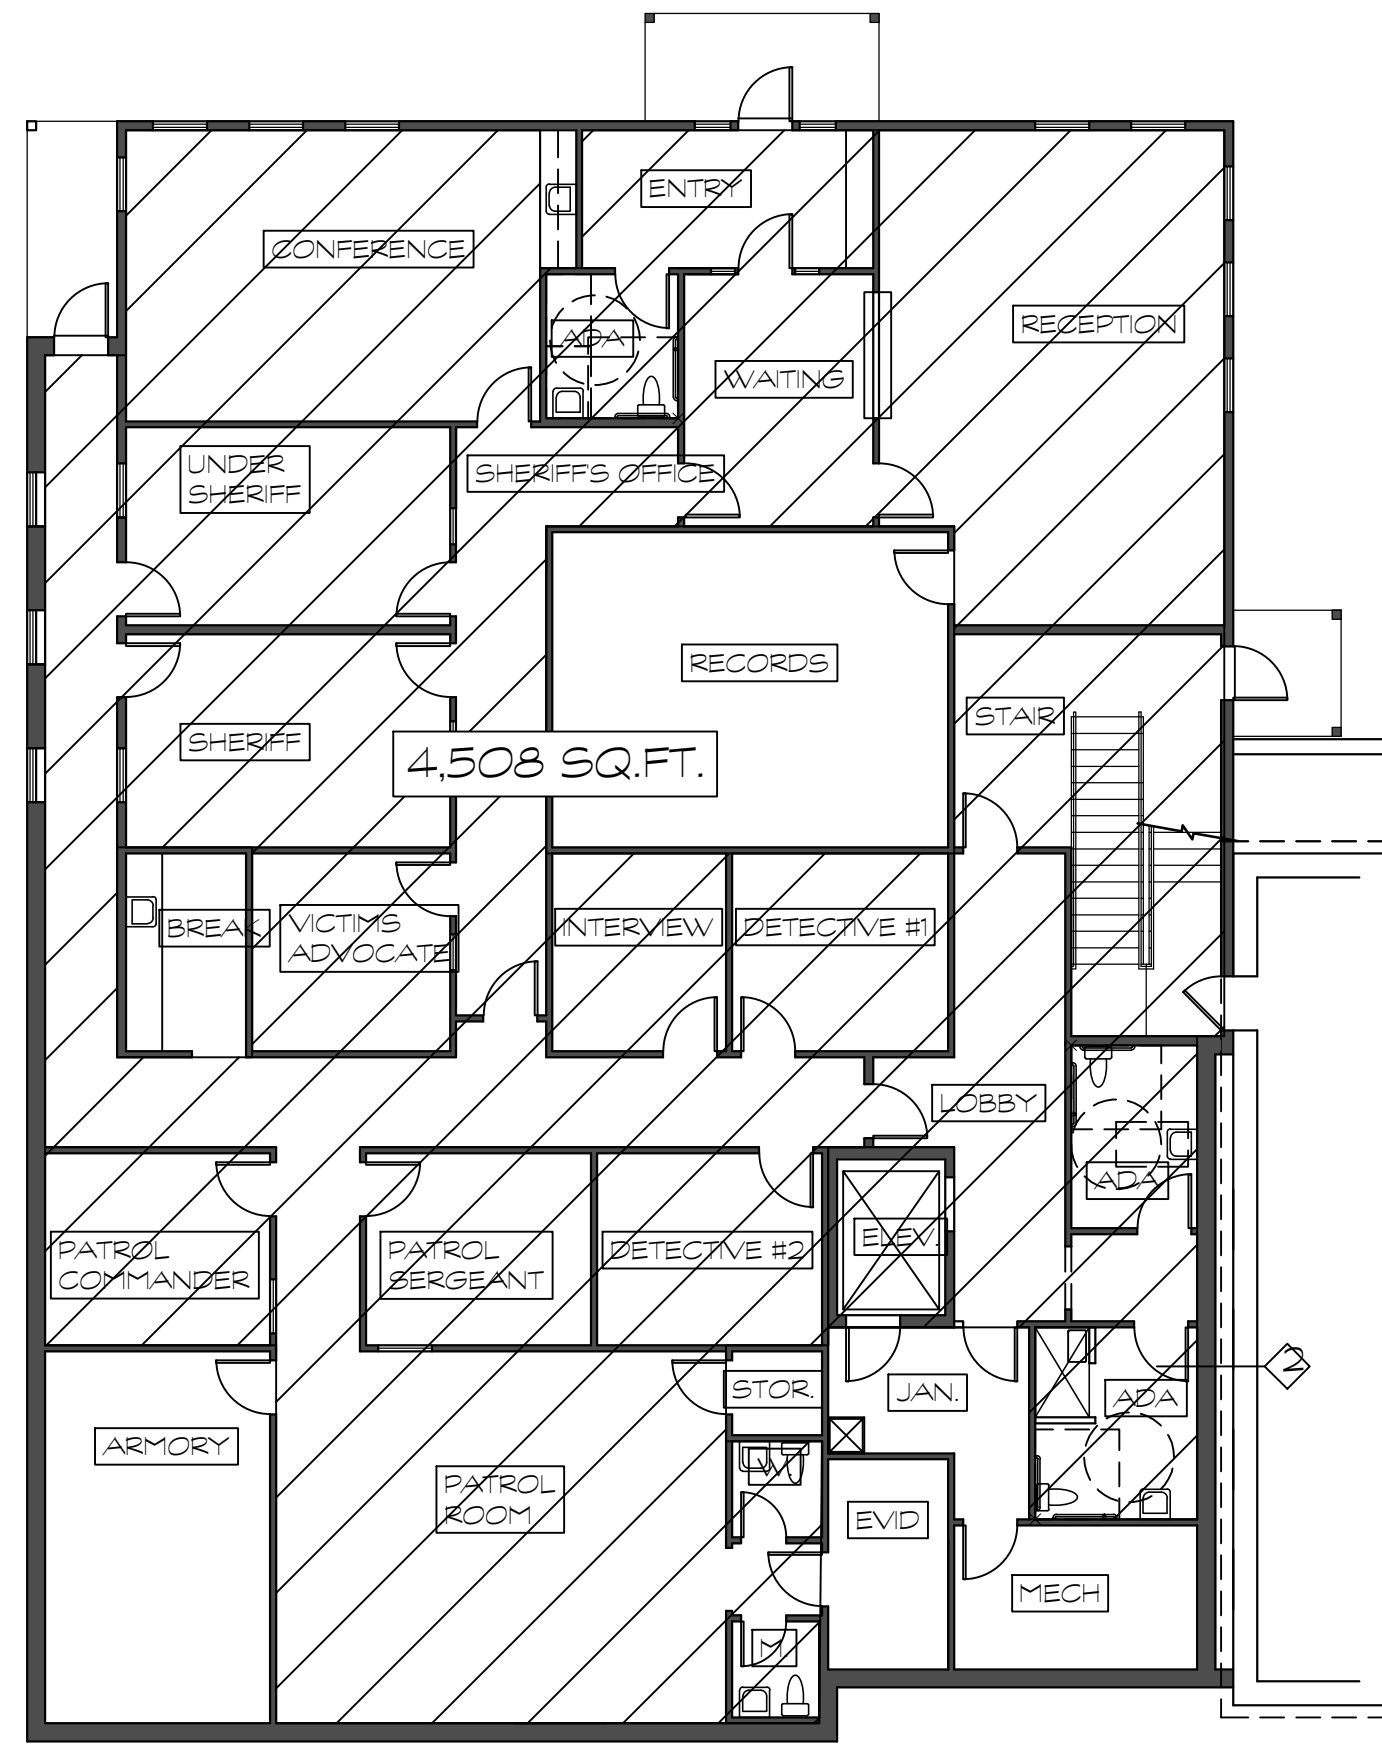 ENTRY
CONFERENCE
RECEPTION
ADA
WAITING
UNDER
SHERIFF
SHERIFF'S OFFICE
RECORDS
STAIR
SHERIFF
4,508 SQ.FT.
BREAK
VICTIMS
ADVOCATE
INTERVIEW
DETECTIVE #1
LOBBY
ADA
PATROL
COMMANDER
PATROL
SERGEANT
DETECTIVE #2
ELEV.
STOR.
JAN.
ADA
2
ARMORY
W.
PATROL
ROOM
EVID
MECH
M.